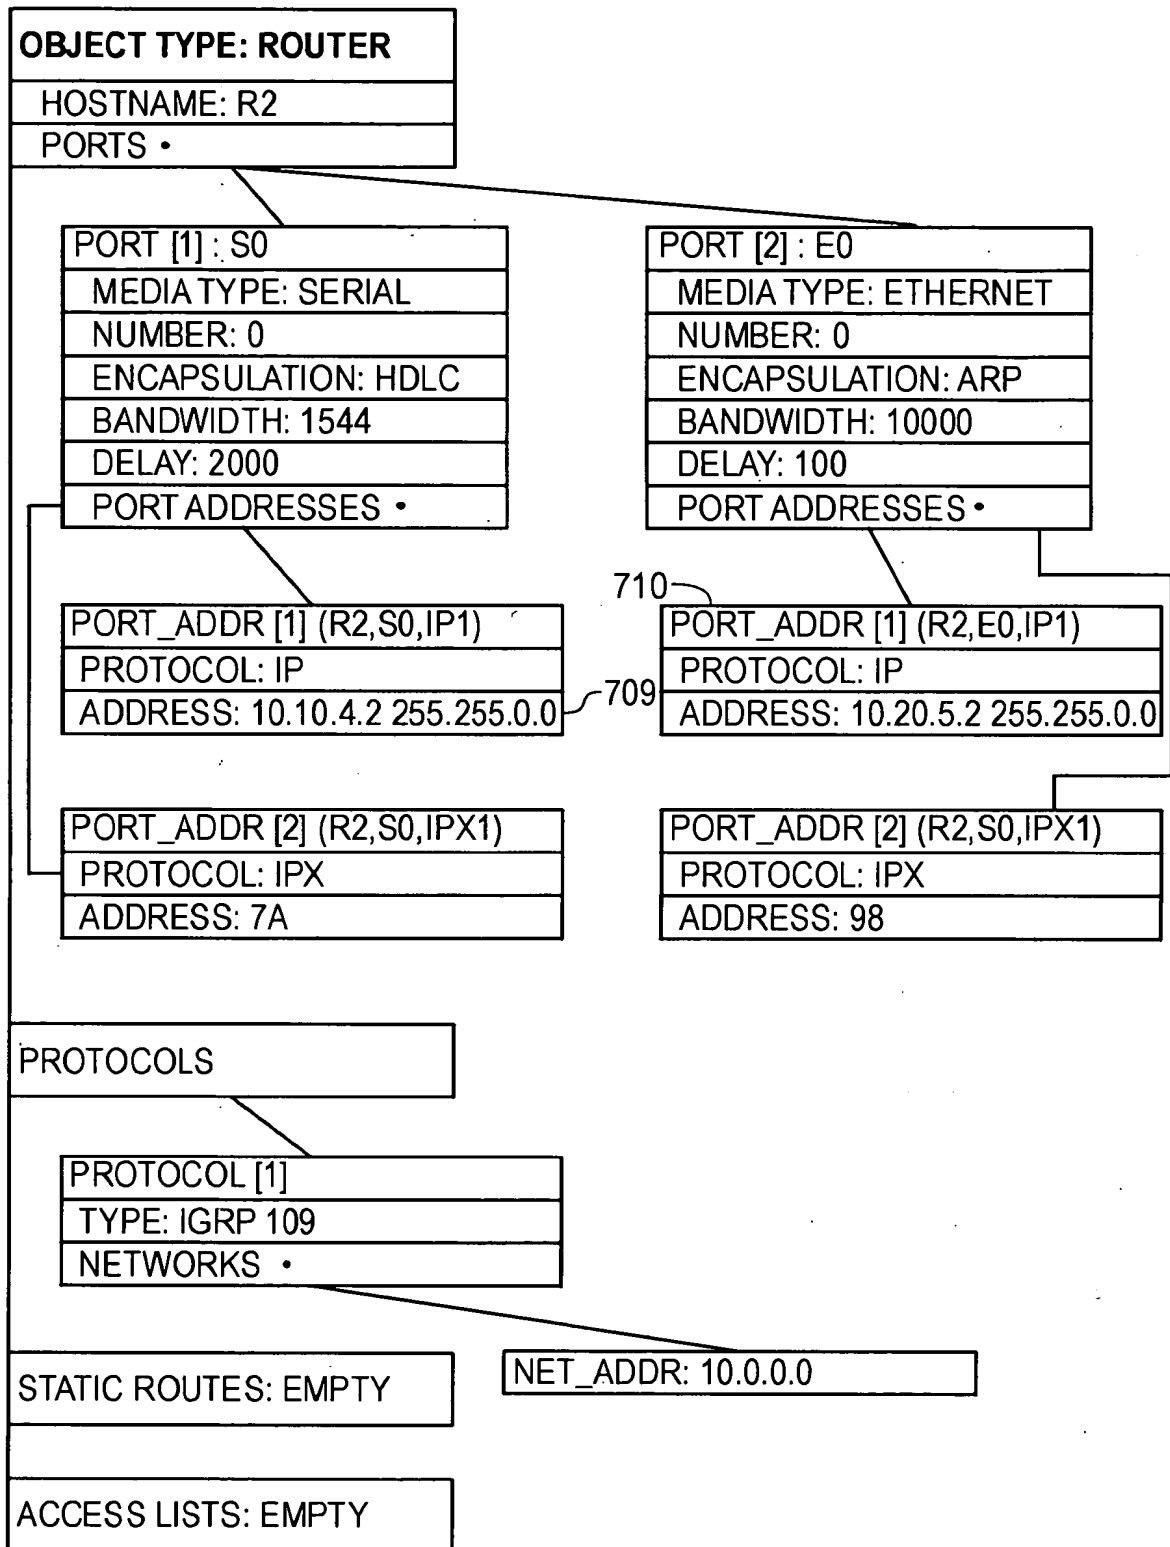 OBJECT TYPE: ROUTER
HOSTNAME: R2
PORTS •
PORT [1] : S0
MEDIA TYPE: SERIAL
NUMBER: 0
ENCAPSULATION: HDLC
BANDWIDTH: 1544
DELAY: 2000
PORT ADDRESSES •
PORT [2] : E0
MEDIA TYPE: ETHERNET
NUMBER: 0
ENCAPSULATION: ARP
BANDWIDTH: 10000
DELAY: 100
PORT ADDRESSES •
PORT_ADDR [1] (R2,S0,IP1)
PROTOCOL: IP
ADDRESS: 10.10.4.2 255.255.0.0
709
710
PORT_ADDR [1] (R2,E0,IP1)
PROTOCOL: IP
ADDRESS: 10.20.5.2 255.255.0.0
PORT_ADDR [2] (R2,S0,IPX1)
PROTOCOL: IPX
ADDRESS: 7A
PORT_ADDR [2] (R2,S0,IPX1)
PROTOCOL: IPX
ADDRESS: 98
PROTOCOLS
PROTOCOL [1]
TYPE: IGRP 109
NETWORKS •
NET_ADDR: 10.0.0.0
STATIC ROUTES: EMPTY
ACCESS LISTS: EMPTY